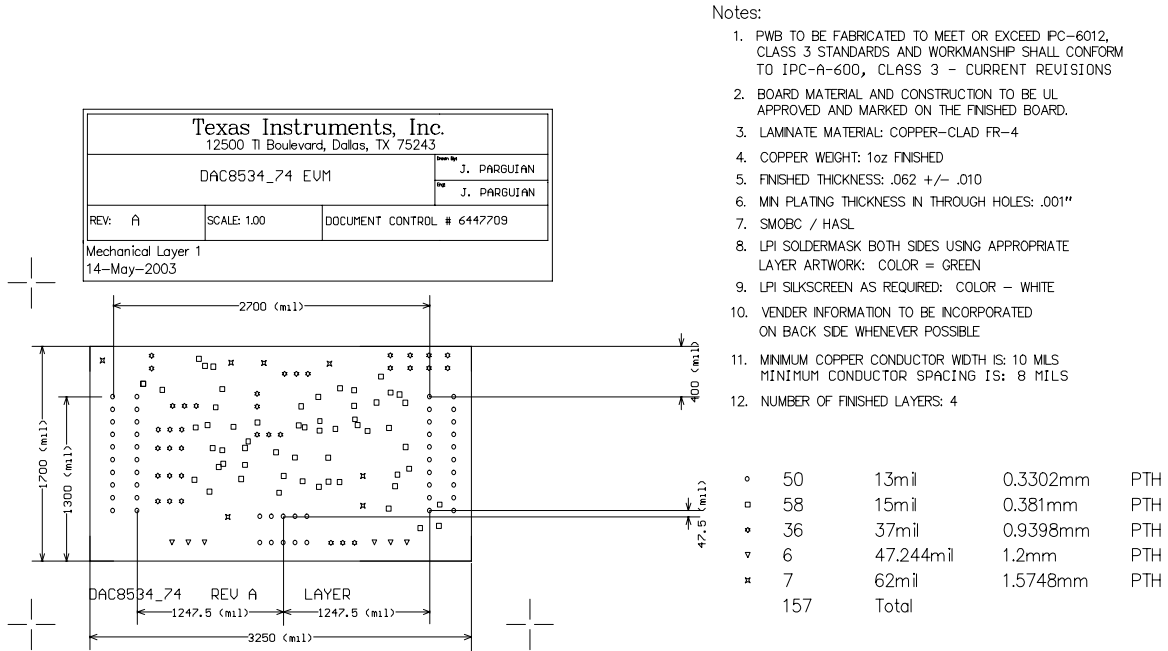 Texas Instruments, Inc.
12500 TI Boulevard, Dallas, TX 75243
DAC8534_74 EVM
Drawn By:
J. PARGUIAN
Engr:
J. PARGUIAN
REV: A
SCALE: 1.00
DOCUMENT CONTROL # 6447709
Mechanical Layer 1
14-May-2003
2700 (mil)
1700 (mil)
1300 (mil)
400 (mil)
47.5 (mil)
DAC8534_74 REV A LAYER
1247.5 (mil)
1247.5 (mil)
3250 (mil)
Notes:
1. PWB TO BE FABRICATED TO MEET OR EXCEED IPC-6012,
CLASS 3 STANDARDS AND WORKMANSHIP SHALL CONFORM
TO IPC-A-600, CLASS 3 - CURRENT REVISIONS
2. BOARD MATERIAL AND CONSTRUCTION TO BE UL
APPROVED AND MARKED ON THE FINISHED BOARD.
3. LAMINATE MATERIAL: COPPER-CLAD FR-4
4. COPPER WEIGHT: 1oz FINISHED
5. FINISHED THICKNESS: .062 +/- .010
6. MIN PLATING THICKNESS IN THROUGH HOLES: .001"
7. SMOBC / HASL
8. LPI SOLDERMASK BOTH SIDES USING APPROPRIATE
LAYER ARTWORK: COLOR = GREEN
9. LPI SILKSCREEN AS REQUIRED: COLOR - WHITE
10. VENDER INFORMATION TO BE INCORPORATED
ON BACK SIDE WHENEVER POSSIBLE
11. MINIMUM COPPER CONDUCTOR WIDTH IS: 10 MILS
MINIMUM CONDUCTOR SPACING IS: 8 MILS
12. NUMBER OF FINISHED LAYERS: 4
50 13mil 0.3302mm PTH
58 15mil 0.381mm PTH
36 37mil 0.9398mm PTH
6 47.244mil 1.2mm PTH
7 62mil 1.5748mm PTH
157 Total